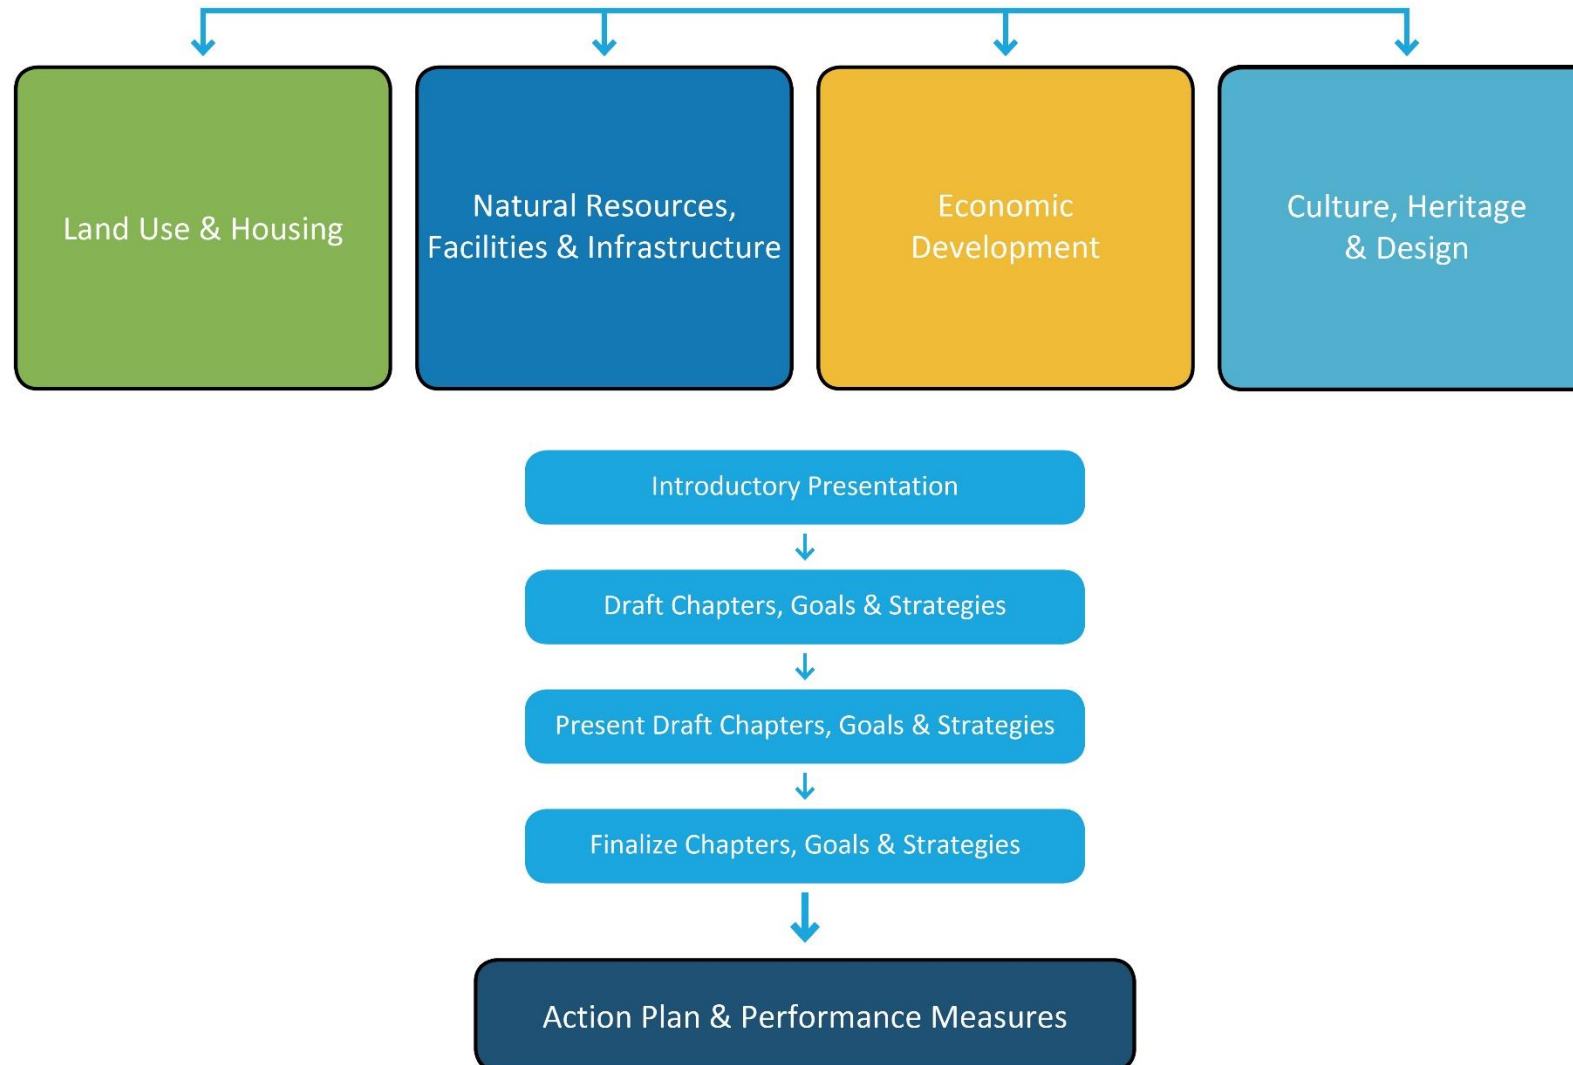 Land Use & Housing
Natural Resources,
Facilities & Infrastructure
Economic
Development
Culture, Heritage
& Design
Introductory Presentation
Draft Chapters, Goals & Strategies
Present Draft Chapters, Goals & Strategies
Finalize Chapters, Goals & Strategies
Action Plan & Performance Measures